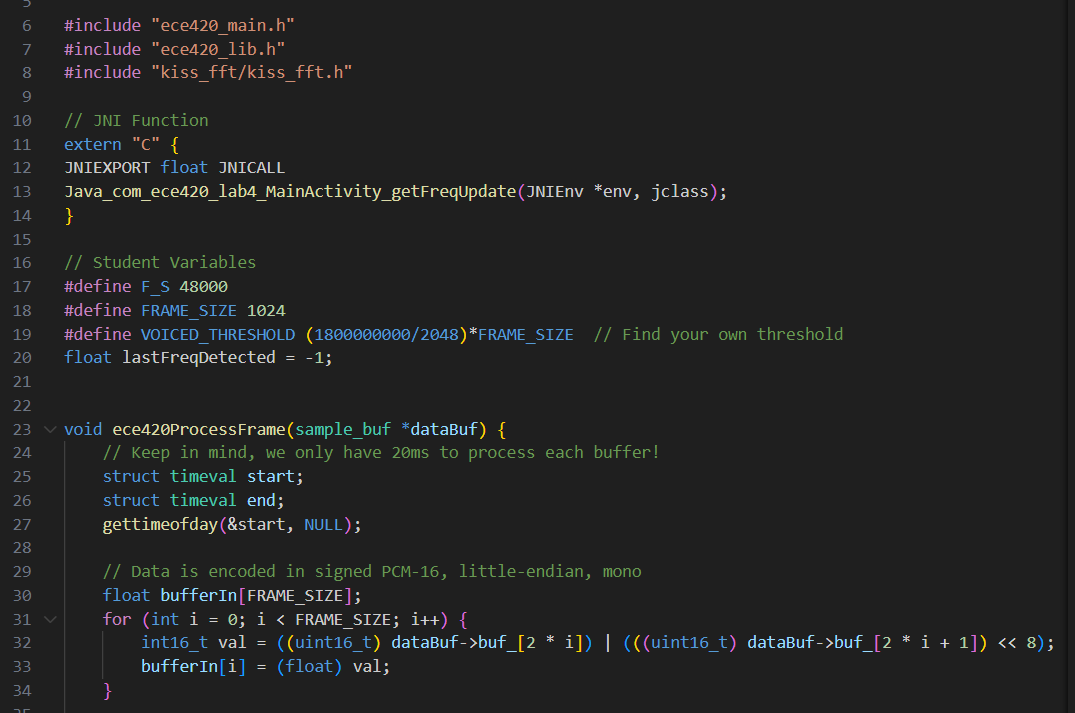 5
6 #include "ece420_main.h"
7 #include "ece420_lib.h"
8 #include "kiss_fft/kiss_fft.h"
9
10 // JNI Function
11 extern "C" {
12 JNIEXPORT float JNICALL
13 Java_com_ece420_lab4_MainActivity_getFreqUpdate(JNIEnv *env, jclass);
14 }
15
16 // Student Variables
17 #define F_S 48000
18 #define FRAME_SIZE 1024
19 #define VOICED_THRESHOLD (1800000000/2048)*FRAME_SIZE  // Find your own threshold
20 float lastFreqDetected = -1;
21
22
23 void ece420ProcessFrame(sample_buf *dataBuf) {
24     // Keep in mind, we only have 20ms to process each buffer!
25     struct timeval start;
26     struct timeval end;
27     gettimeofday(&start, NULL);
28
29     // Data is encoded in signed PCM-16, little-endian, mono
30     float bufferIn[FRAME_SIZE];
31     for (int i = 0; i < FRAME_SIZE; i++) {
32         int16_t val = ((uint16_t) dataBuf->buf_[2 * i]) | (((uint16_t) dataBuf->buf_[2 * i + 1]) << 8);
33         bufferIn[i] = (float) val;
34     }
35